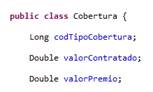 public class Cobertura {
Long codTipoCobertura;
Double valorContratado;
Double valorPremio;